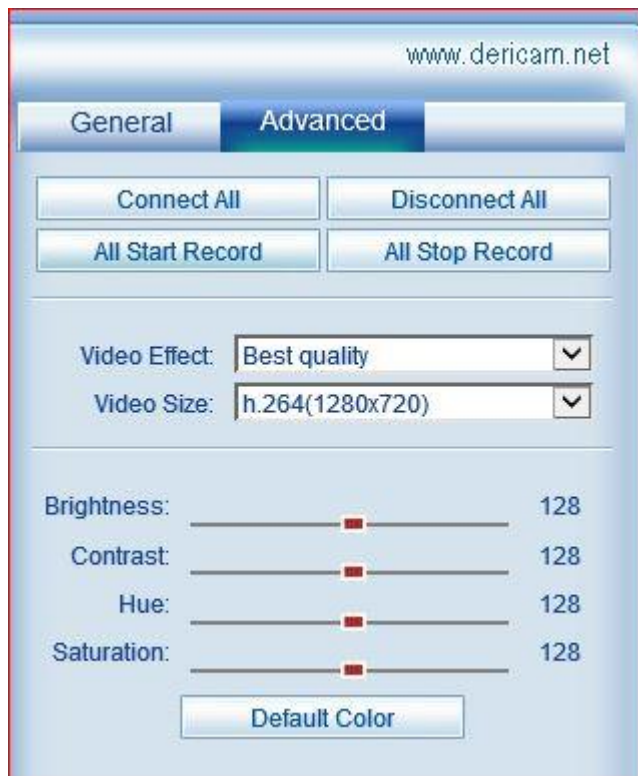 www.dericam.net
General Advanced
Connect All Disconnect All
All Start Record All Stop Record
Video Effect: Best quality
Video Size: h.264(1280x720)
Brightness: 128
Contrast: 128
Hue: 128
Saturation: 128
Default Color